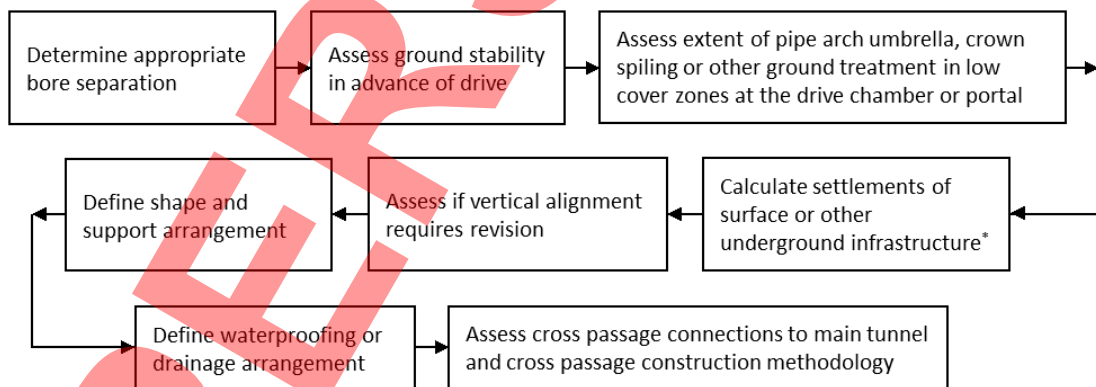 Determine appropriate
bore separation
Assess ground stability
in advance of drive
Assess extent of pipe arch umbrella, crown
spiling or other ground treatment in low
cover zones at the drive chamber or portal
Calculate settlements of
surface or other
underground infrastructure*
Assess if vertical alignment
requires revision
Define shape and
support arrangement
Define waterproofing or
drainage arrangement
Assess cross passage connections to main tunnel
and cross passage construction methodology